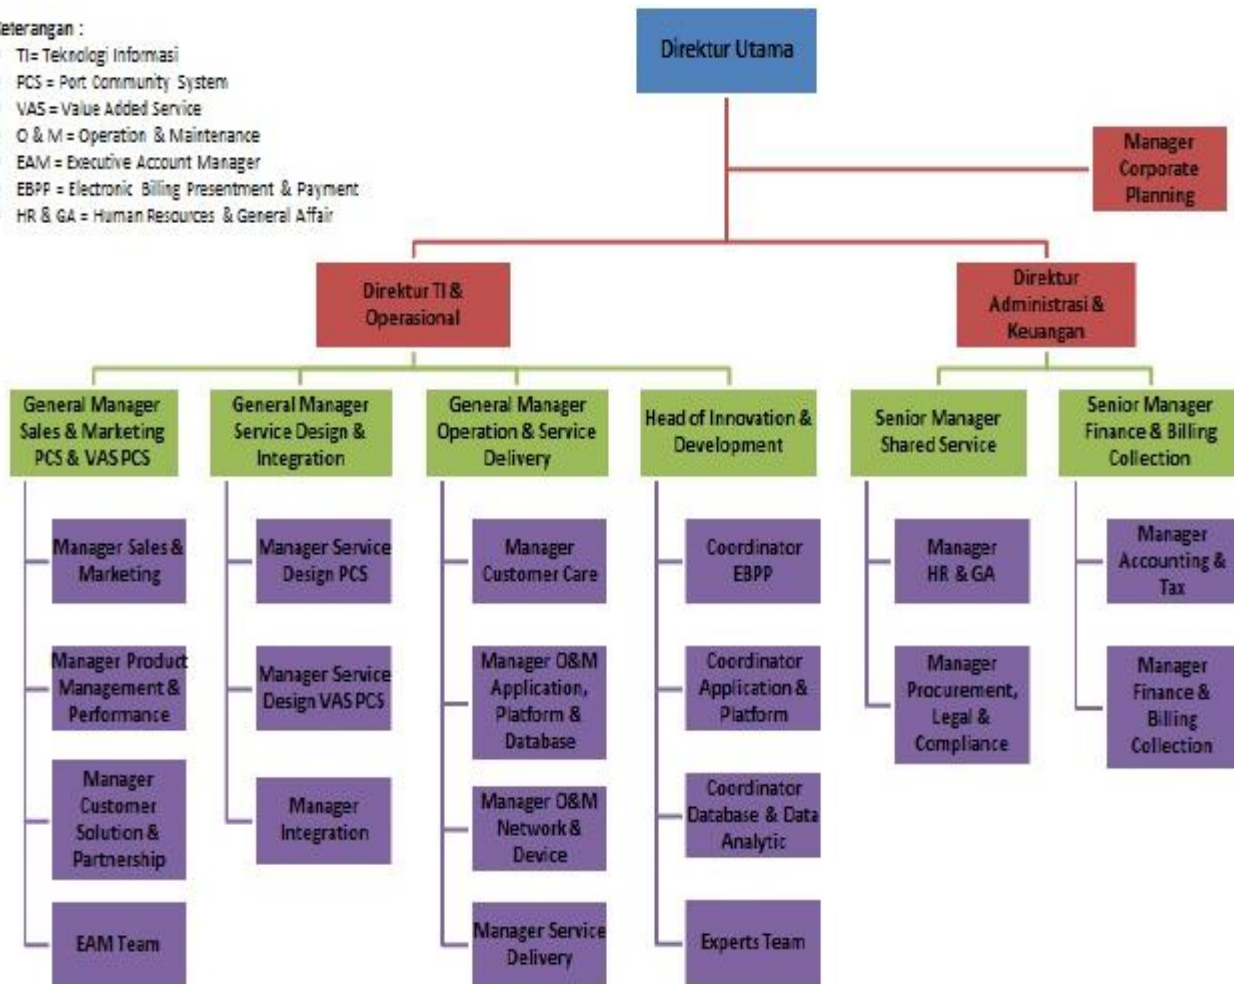 Keterangan :
TI= Teknologi Informasi
PCS = Port Community System
VAS = Value Added Service
O & M = Operation & Maintenance
EAM = Executive Account Manager
EBPP = Electronic Billing Presentment & Payment
HR & GA = Human Resources & General Affair
Direktur Utama
Manager
Corporate
Planning
Direktur TI &
Operasional
Direktur
Administrasi &
Keuangan
General Manager
Sales & Marketing
PCS & VAS PCS
General Manager
Service Design &
Integration
General Manager
Operation & Service
Delivery
Head of Innovation &
Development
Senior Manager
Shared Service
Senior Manager
Finance & Billing
Collection
Manager Sales &
Marketing
Manager Product
Management &
Performance
Manager
Customer
Solution &
Partnership
EAM Team
Manager Service
Design PCS
Manager Service
Design VAS PCS
Manager
Integration
Manager
Customer Care
Manager O&M
Application,
Platform &
Database
Manager O&M
Network &
Device
Manager Service
Delivery
Coordinator
EBPP
Coordinator
Application &
Platform
Coordinator
Database & Data
Analytic
Experts Team
Manager
HR & GA
Manager
Procurement,
Legal &
Compliance
Manager
Accounting &
Tax
Manager
Finance &
Billing
Collection